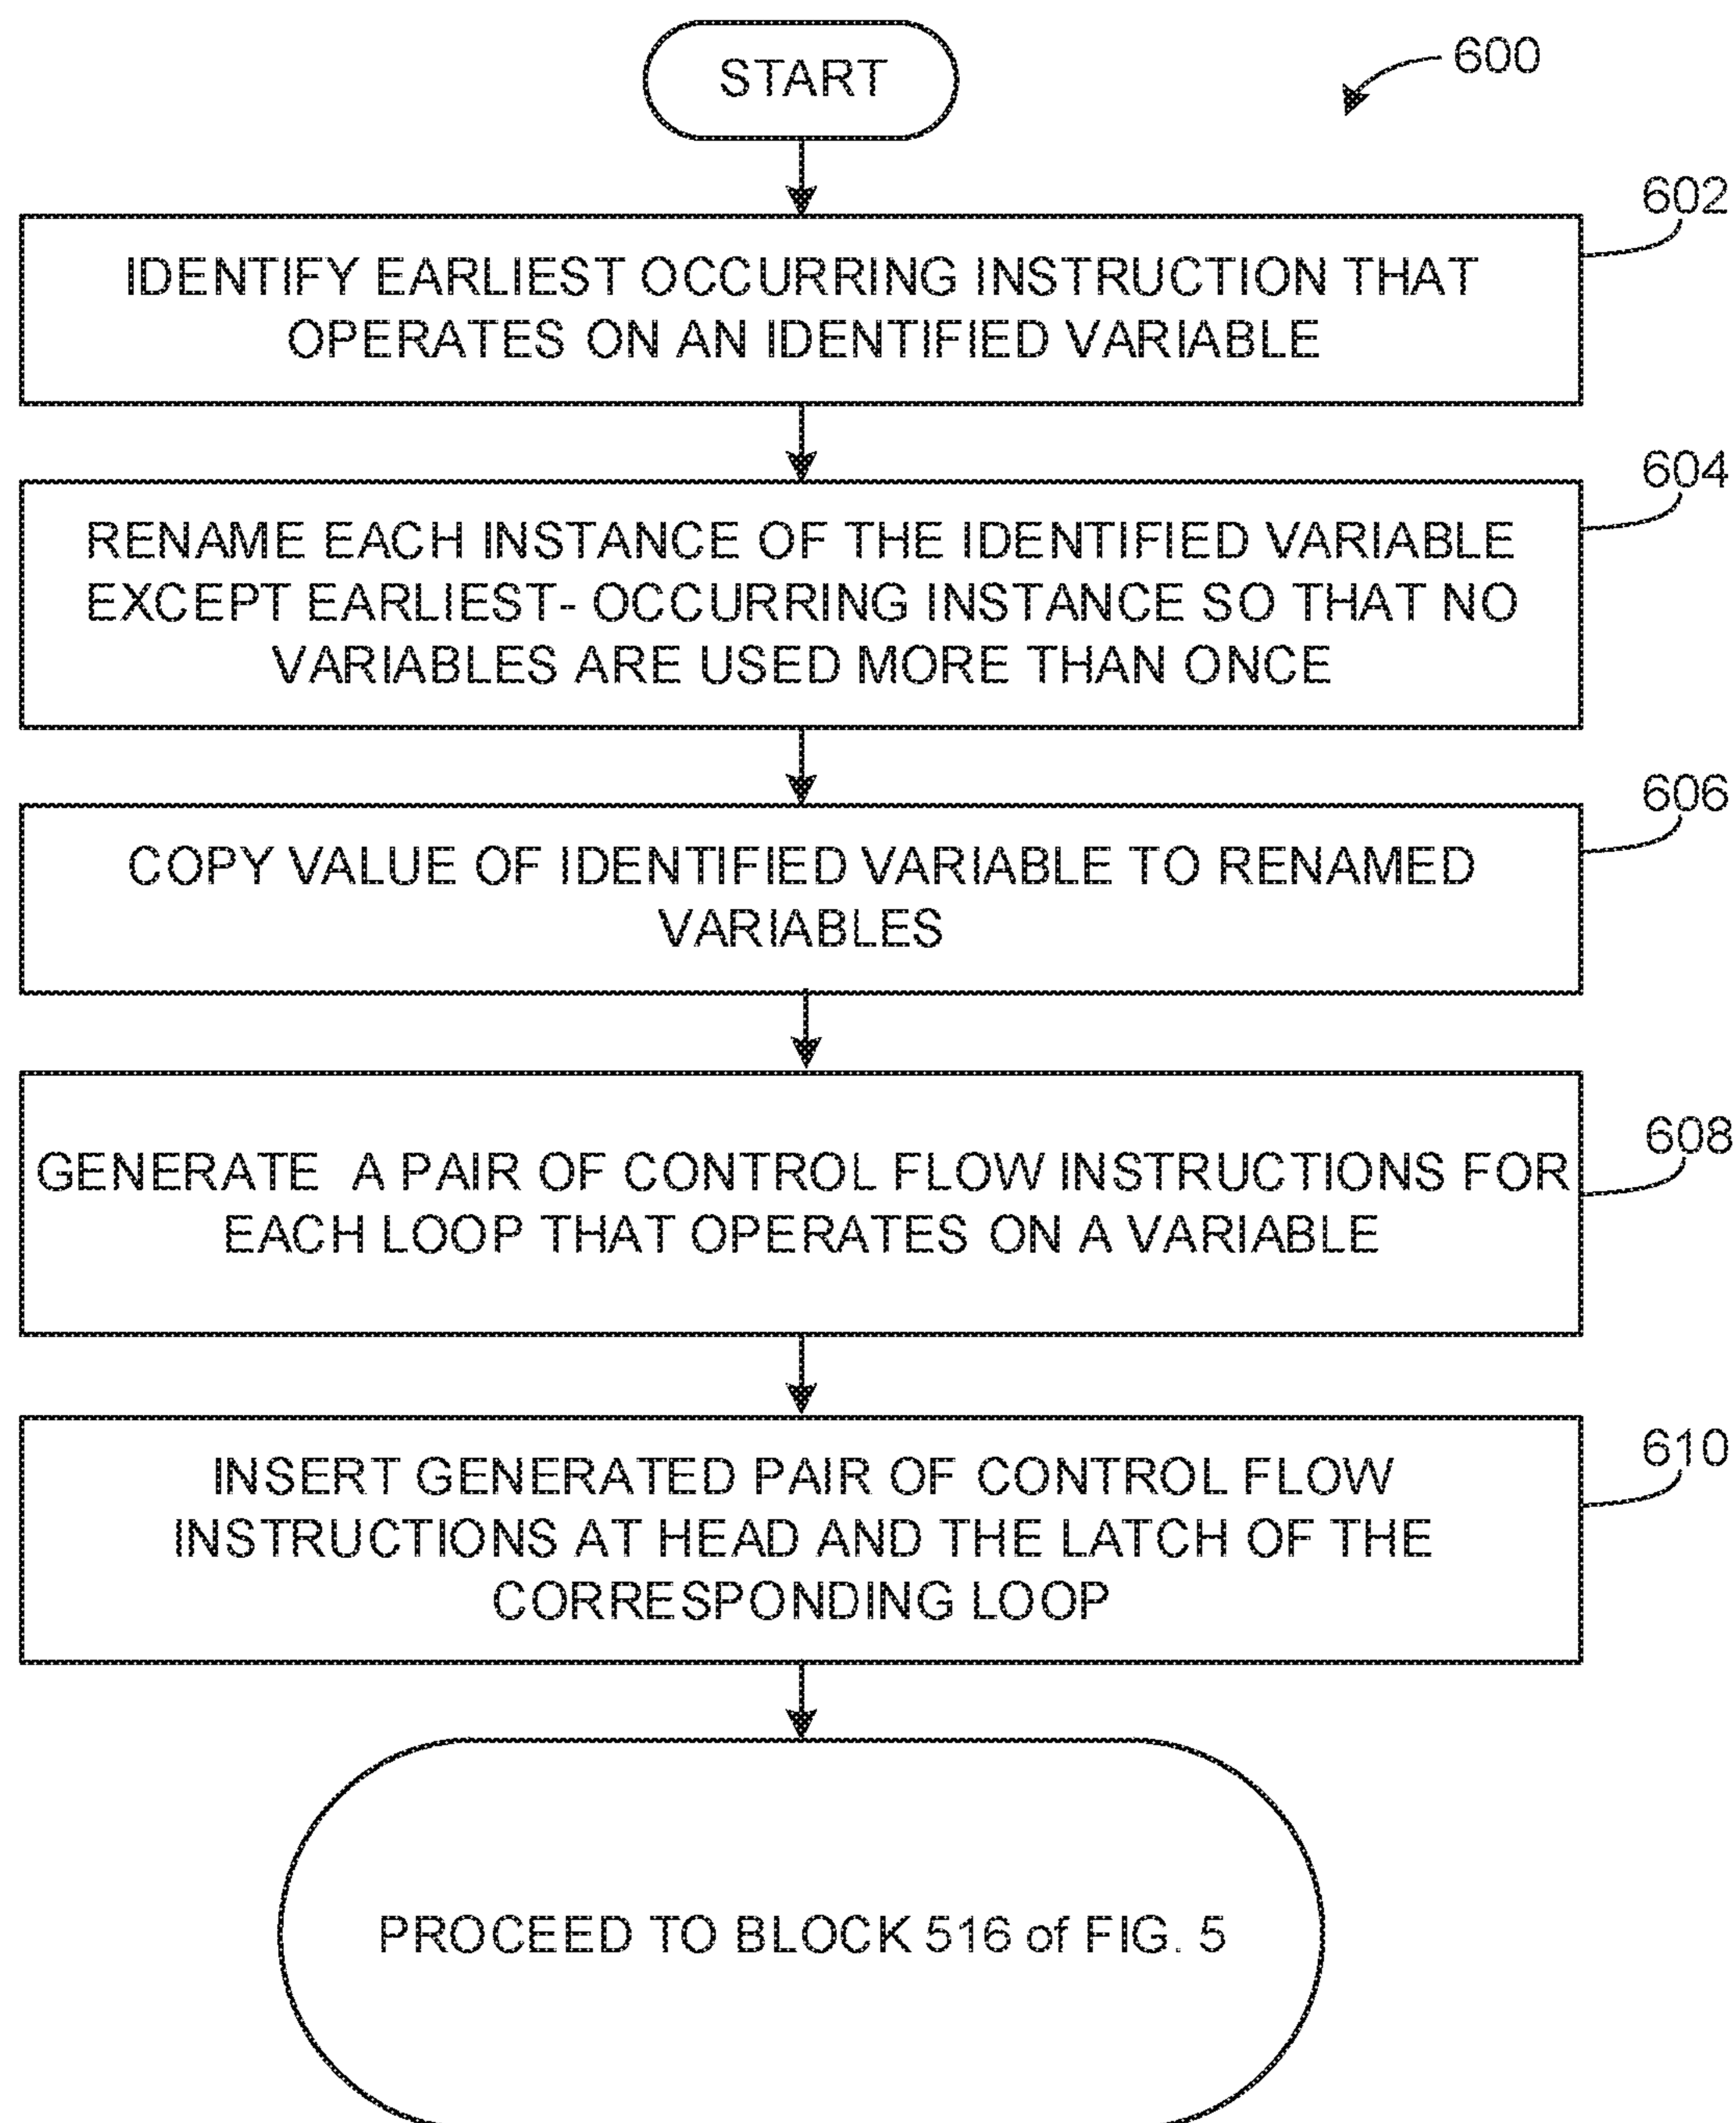 START
600
602
IDENTIFY EARLIEST OCCURRING INSTRUCTION THAT
OPERATES ON AN IDENTIFIED VARIABLE
604
RENAME EACH INSTANCE OF THE IDENTIFIED VARIABLE
EXCEPT EARLIEST- OCCURRING INSTANCE SO THAT NO
VARIABLES ARE USED MORE THAN ONCE
606
COPY VALUE OF IDENTIFIED VARIABLE TO RENAMED
VARIABLES
608
GENERATE A PAIR OF CONTROL FLOW INSTRUCTIONS FOR
EACH LOOP THAT OPERATES ON A VARIABLE
610
INSERT GENERATED PAIR OF CONTROL FLOW
INSTRUCTIONS AT HEAD AND THE LATCH OF THE
CORRESPONDING LOOP
PROCEED TO BLOCK 516 of FIG. 5